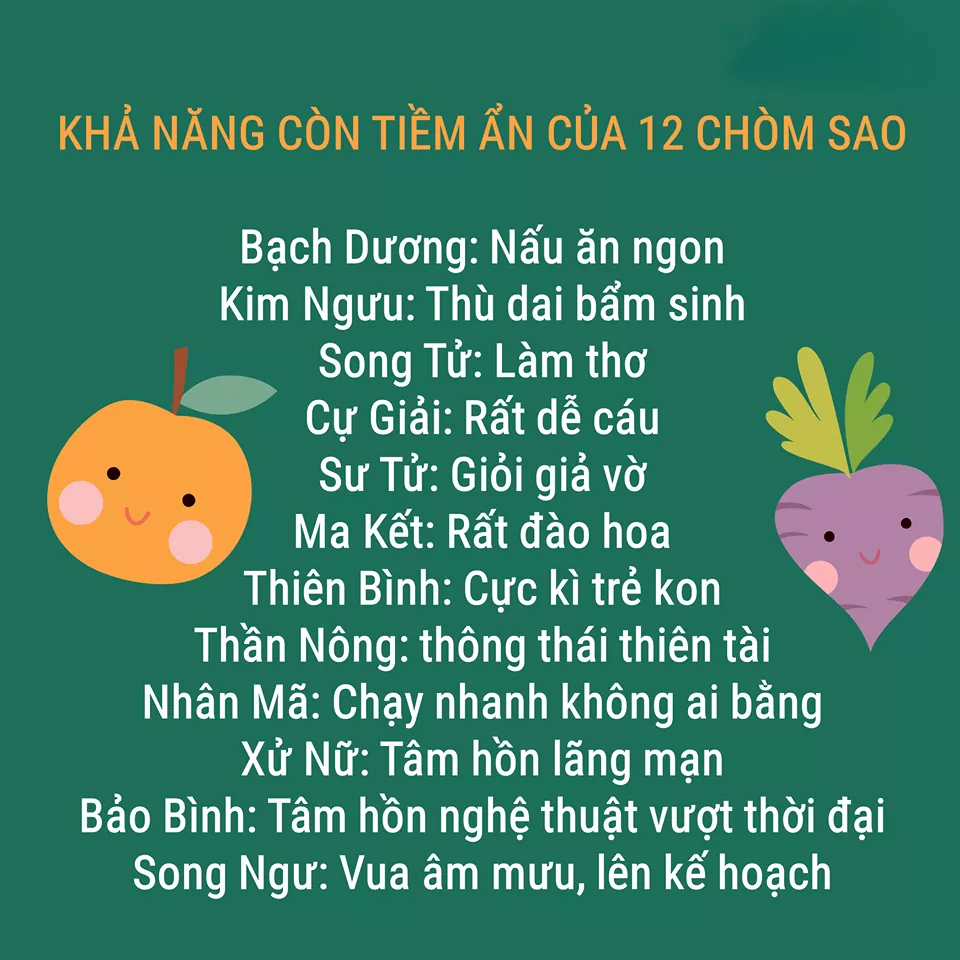 KHẢ NĂNG CÒN TIỀM ẨN CỦA 12 CHÒM SAO
Bạch Dương: Nấu ăn ngon
Kim Ngưu: Thù dai bẩm sinh
Song Tử: Làm thơ
Cự Giải: Rất dễ cáu
Sư Tử: Giỏi giả vờ
Ma Kết: Rất đào hoa
Thiên Bình: Cực kì trẻ kon
Thần Nông: thông thái thiên tài
Nhân Mã: Chạy nhanh không ai bằng
Xử Nữ: Tâm hồn lãng mạn
Bảo Bình: Tâm hồn nghệ thuật vượt thời đại
Song Ngư: Vua âm mưu, lên kế hoạch